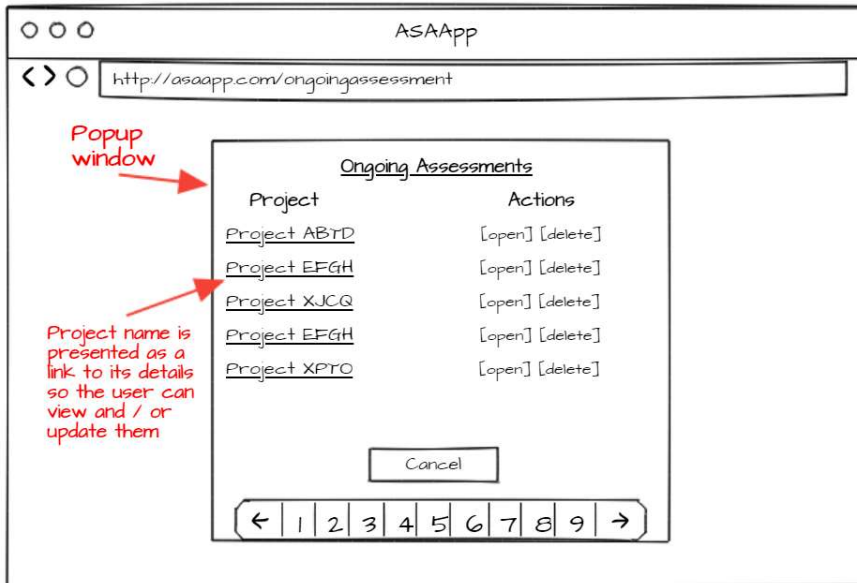 ASAApp
http://asaapp.com/ongoingassessment
Popup
window
Ongoing Assessments
Project Actions
Project ABTD [open] [delete]
Project EFGH [open] [delete]
Project XJCQ [open] [delete]
Project EFGH [open] [delete]
Project XPTO [open] [delete]
Project name is
presented as a
link to its details
so the user can
view and / or
update them
Cancel
← 1 2 3 4 5 6 7 8 9 →